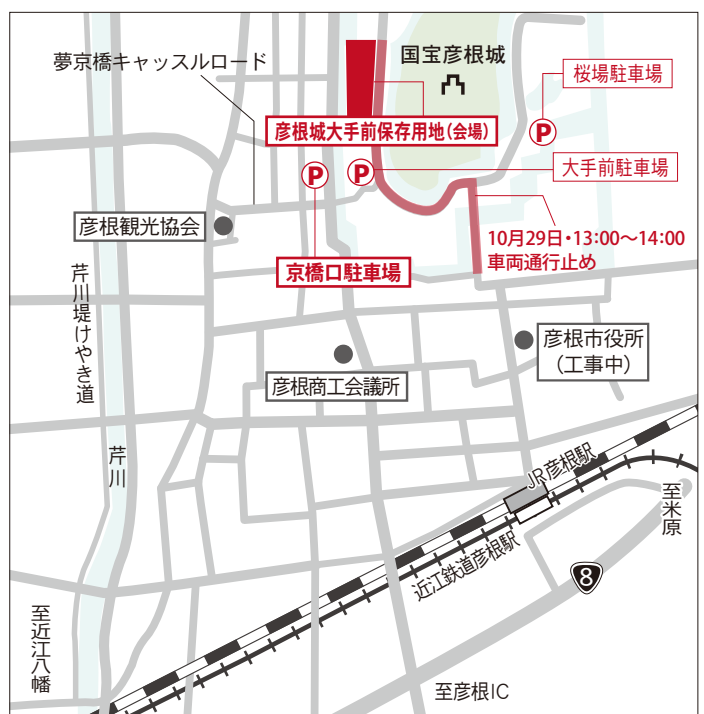 夢京橋キャッスルロード
国宝彦根城
桜場駐車場
P
彦根城大手前保存用地(会場)
P
P
大手前駐車場
彦根観光協会
10月29日・13:00〜14:00
車両通行止め
京橋口駐車場
芹川堤けやき道
彦根市役所
(工事中)
彦根商工会議所
芹川
JR彦根駅
至米原
近江鉄道彦根駅
8
至近江八幡
至彦根IC